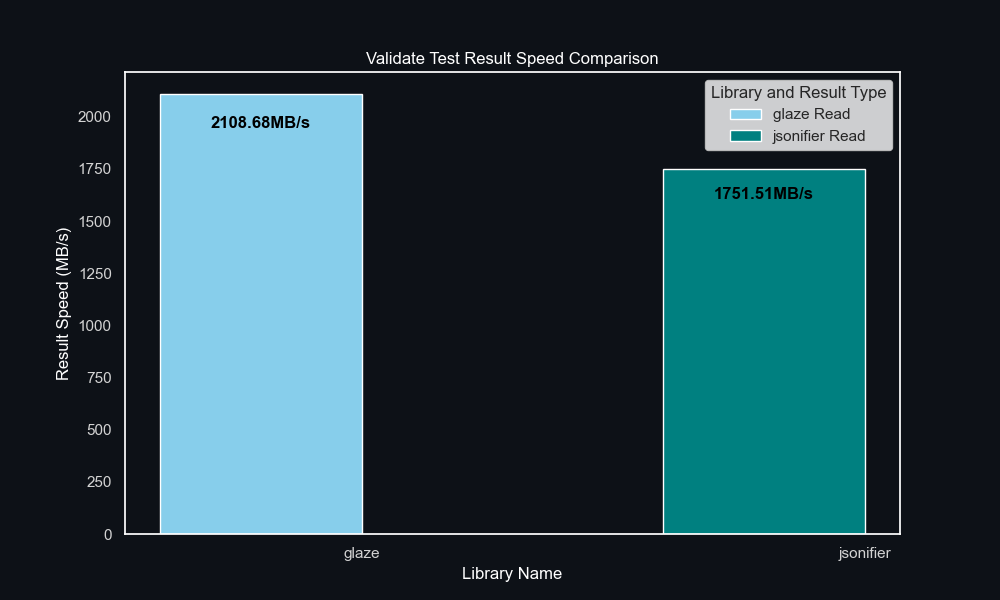 Validate Test Result Speed Comparison
Library and Result Type
glaze Read
jsonifier Read
2108.68MB/s
1751.51MB/s
Result Speed (MB/s)
2000
1750
1500
1250
1000
750
500
250
0
glaze
jsonifier
Library Name